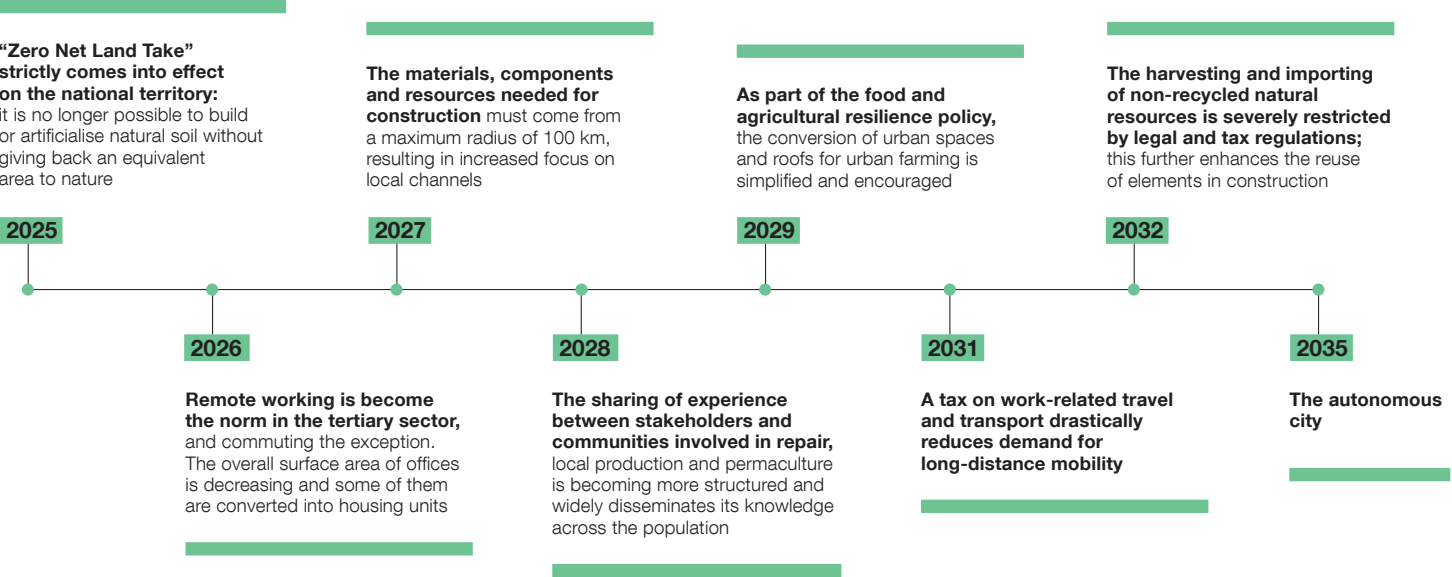 “Zero Net Land Take”
strictly comes into effect
on the national territory:
it is no longer possible to build
or artificialise natural soil without
giving back an equivalent
area to nature
2025
The materials, components
and resources needed for
construction must come from
a maximum radius of 100 km,
resulting in increased focus on
local channels
2027
As part of the food and
agricultural resilience policy,
the conversion of urban spaces
and roofs for urban farming is
simplified and encouraged
2029
The harvesting and importing
of non-recycled natural
resources is severely restricted
by legal and tax regulations;
this further enhances the reuse
of elements in construction
2032
2026
Remote working is become
the norm in the tertiary sector,
and commuting the exception.
The overall surface area of offices
is decreasing and some of them
are converted into housing units
2028
The sharing of experience
between stakeholders and
communities involved in repair,
local production and permaculture
is becoming more structured and
widely disseminates its knowledge
across the population
2031
A tax on work-related travel
and transport drastically
reduces demand for
long-distance mobility
2035
The autonomous
city